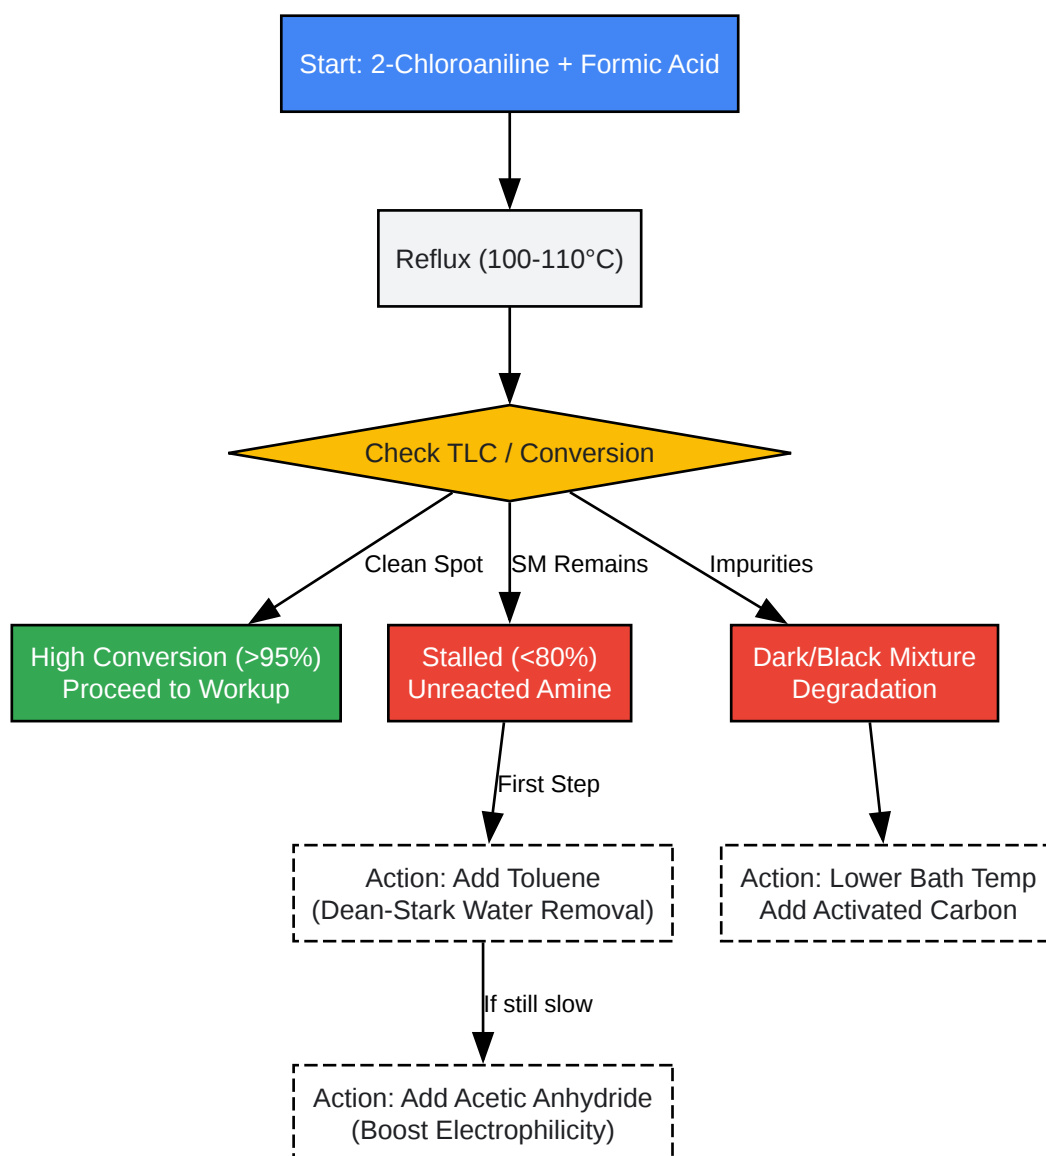 Start: 2-Chloroaniline + Formic Acid
Reflux (100-110°C)
Check TLC / Conversion
Clean Spot
SM Remains
Impurities
High Conversion (>95%)
Proceed to Workup
Stalled (<80%)
Unreacted Amine
Dark/Black Mixture
Degradation
First Step
Action: Add Toluene
(Dean-Stark Water Removal)
Action: Lower Bath Temp
Add Activated Carbon
If still slow
Action: Add Acetic Anhydride
(Boost Electrophilicity)